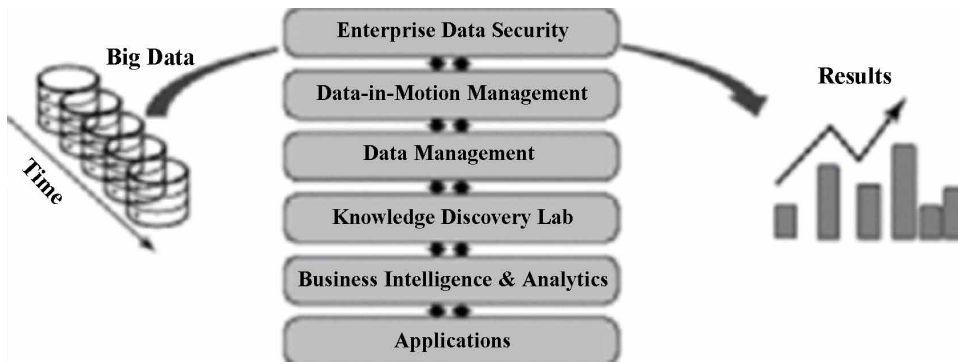 Big Data
Time
Enterprise Data Security
Data-in-Motion Management
Data Management
Knowledge Discovery Lab
Business Intelligence & Analytics
Applications
Results